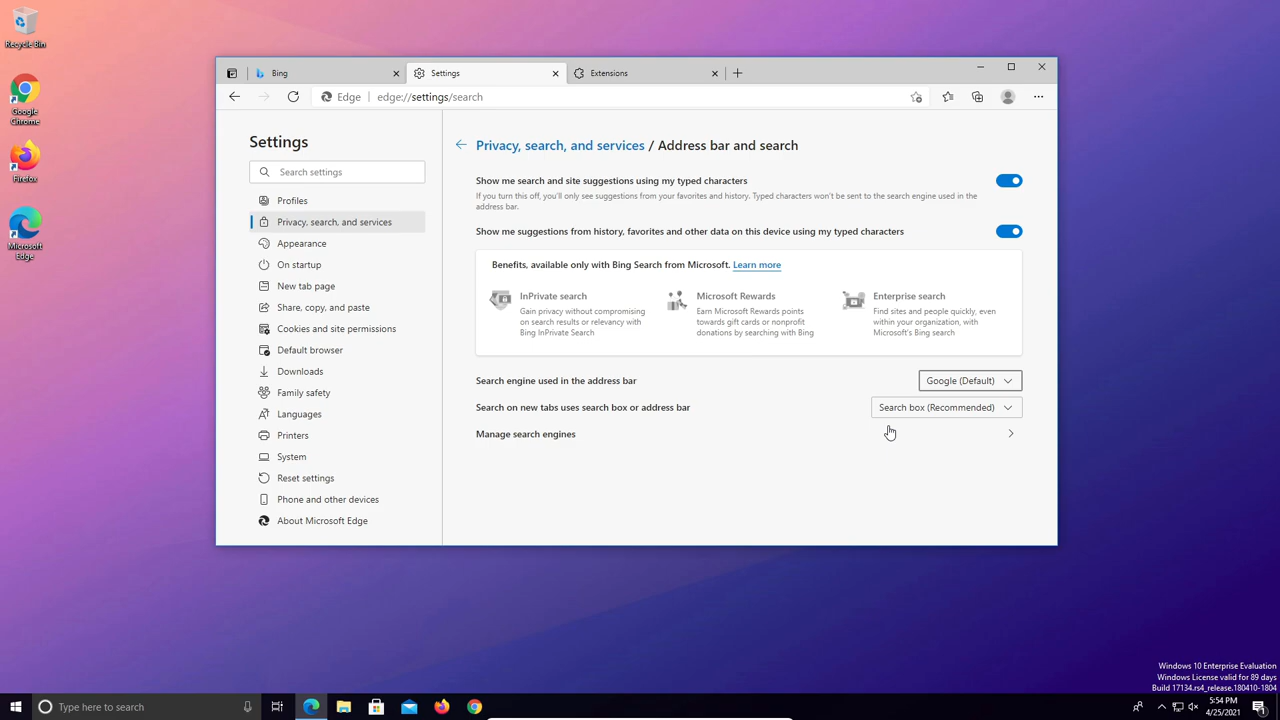 Recycle Bin
Google
Chrome
Firefox
Microsoft
Edge
Bing
Settings
Extensions
Edge
edge://settings/search
Settings
Search settings
Profiles
Privacy, search, and services
Appearance
On startup
New tab page
Share, copy, and paste
Cookies and site permissions
Default browser
Downloads
Family safety
Languages
Printers
System
Reset settings
Phone and other devices
About Microsoft Edge
Privacy, search, and services / Address bar and search
Show me search and site suggestions using my typed characters
If you turn this off, you'll only see suggestions from your favorites and history. Typed characters won't be sent to the search engine used in the
address bar.
Show me suggestions from history, favorites and other data on this device using my typed characters
Benefits, available only with Bing Search from Microsoft. Learn more
InPrivate search
Gain privacy without compromising
on search results or relevancy with
Bing InPrivate Search
Microsoft Rewards
Earn Microsoft Rewards points
towards gift cards or nonprofit
donations by searching with Bing
Enterprise search
Find sites and people quickly, even
within your organization, with
Microsoft's Bing search
Search engine used in the address bar
Google (Default)
Search on new tabs uses search box or address bar
Search box (Recommended)
Manage search engines
Windows 10 Enterprise Evaluation
Windows License valid for 89 days
Build 17134.rs4_release.180410-1804
Type here to search
5:54 PM
4/25/2021
1